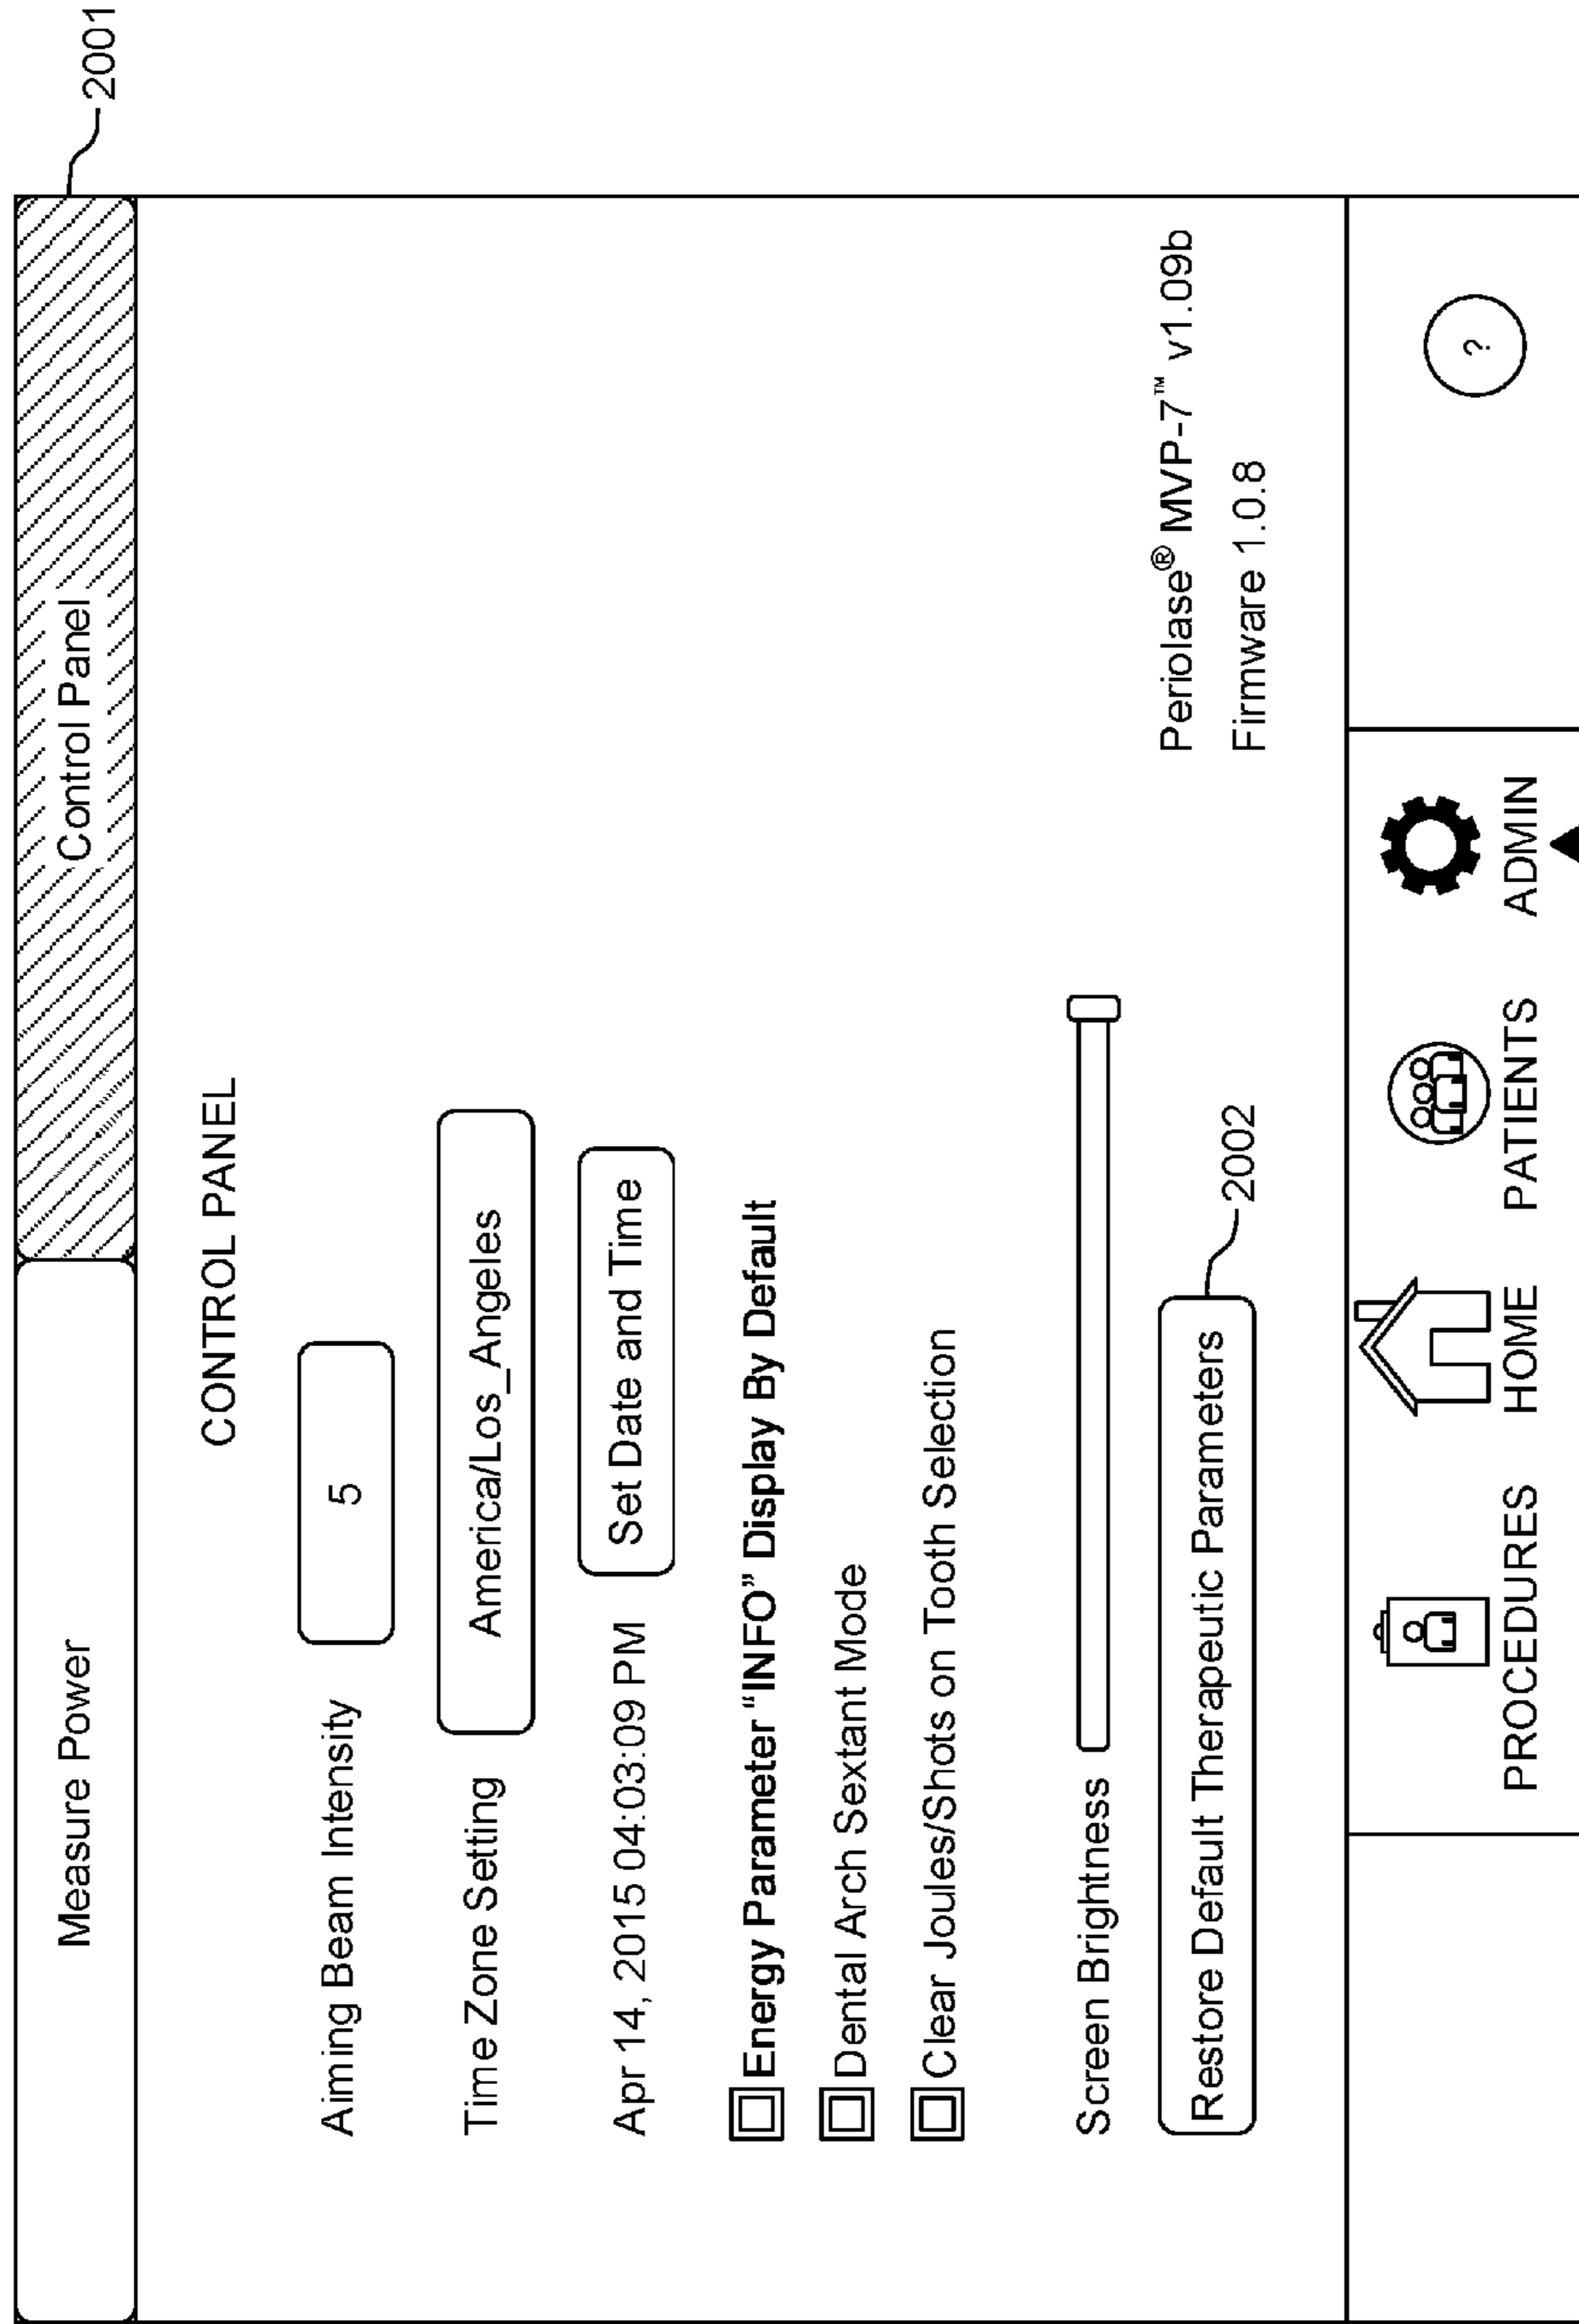 2001
Measure Power Control Panel
CONTROL PANEL
Aiming Beam Intensity 5
Time Zone Setting America/Los_Angeles
Apr 14, 2015 04:03:09 PM Set Date and Time
Energy Parameter “INFO” Display By Default
Dental Arch Sextant Mode
Clear Joules/Shots on Tooth Selection
Screen Brightness
Restore Default Therapeutic Parameters 2002
Periolase® MVP-7™ v1.09b
Firmware 1.0.8
PROCEDURES HOME PATIENTS ADMIN ?